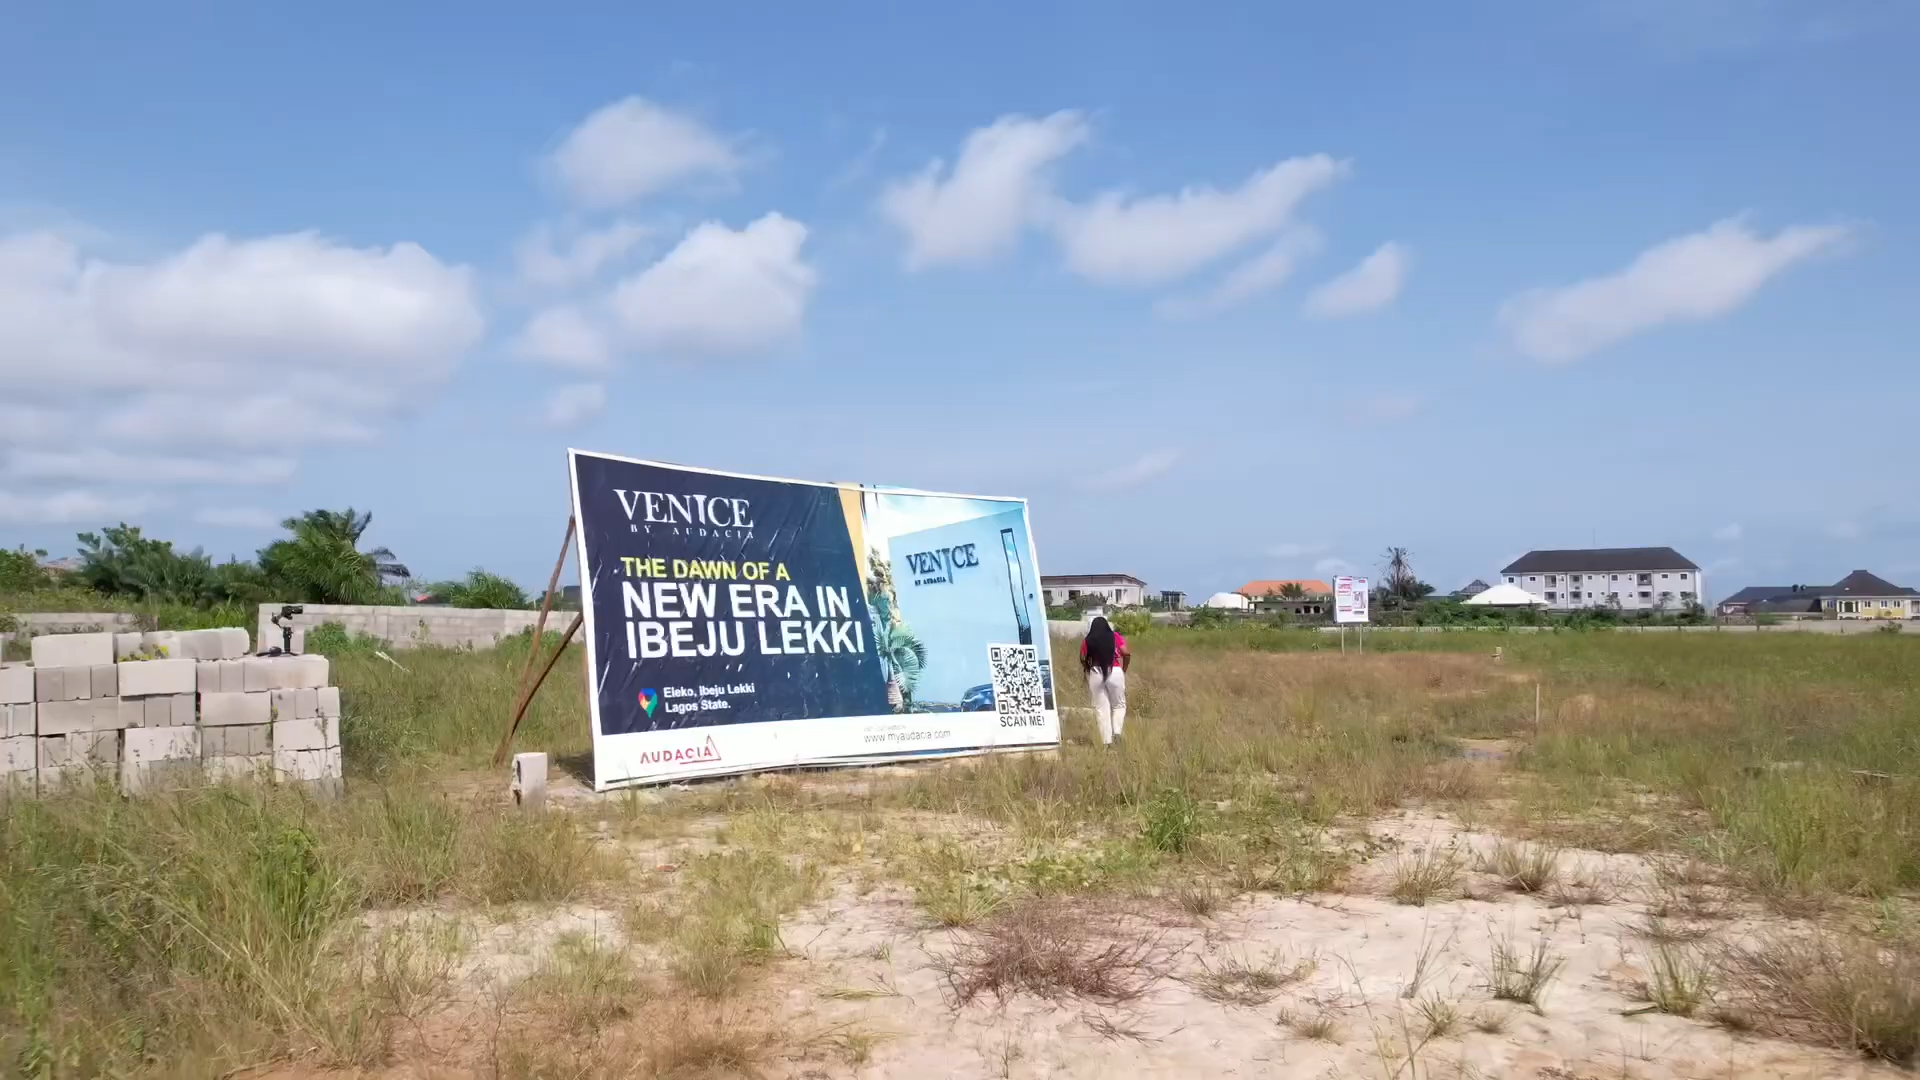 VENICE
BY AUDACIA
THE DAWN OF A
NEW ERA IN
IBEJU LEKKI
Eleko, Ibeju Lekki
Lagos State.
AUDACIA
VENICE
BY AUDACIA
www.myaudacia.com
SCAN ME!